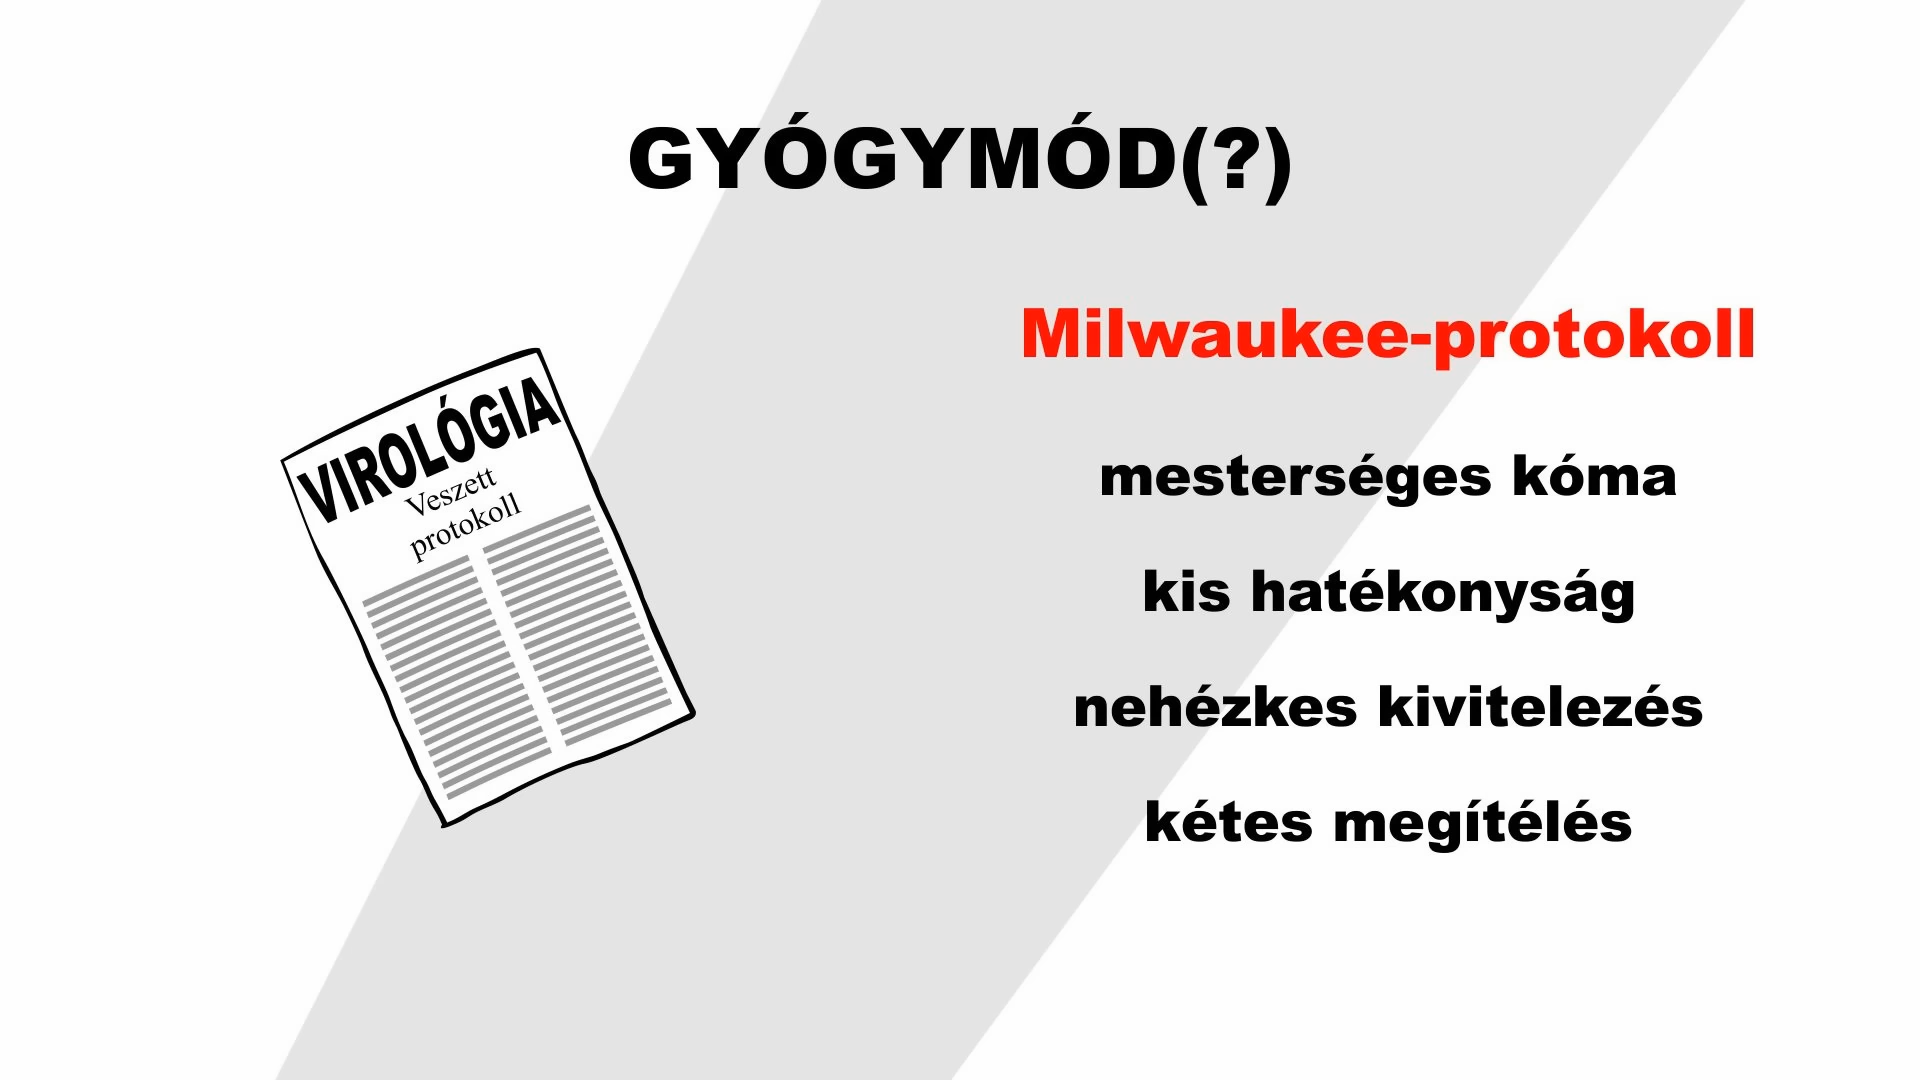 GYÓGYMÓD(?)
VIROLÓGIA
Veszett
protokoll
Milwaukee-protokoll
mesterséges kóma
kis hatékonyság
nehézkes kivitelezés
kétes megítélés